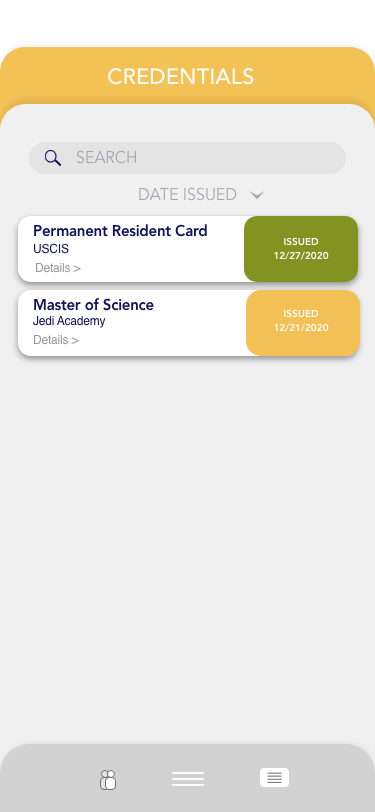 CREDENTIALS
SEARCH
DATE ISSUED
Permanent Resident Card
USCIS
Details >
ISSUED
12/27/2020
Master of Science
Jedi Academy
Details >
ISSUED
12/21/2020